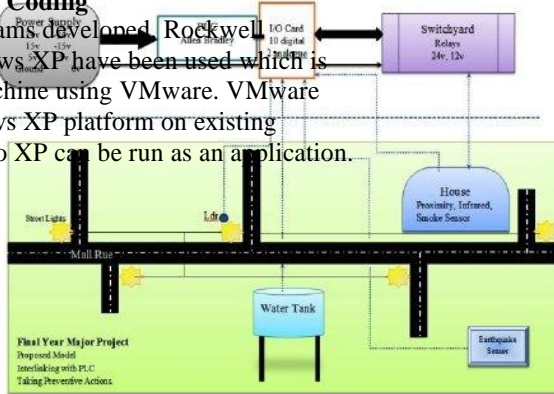 Coding
Power Supply
15v -15v
Ground
ams developed. Rockwell
Allen Bradley
ws XP have been used which is
chine using VMware. VMware
ws XP platform on existing
o XP can be run as an application.
I/O Card
10 digital
Switchyard
Relays
24v, 12v
House
Proximity, Infrared,
Smoke Sensor
Street Lights
Ldr
Mall Rue
Water Tank
Earthquake
Sensor
Final Year Major Project
Proposed Model
Interlinking with PLC
Taking Preventive Actions.